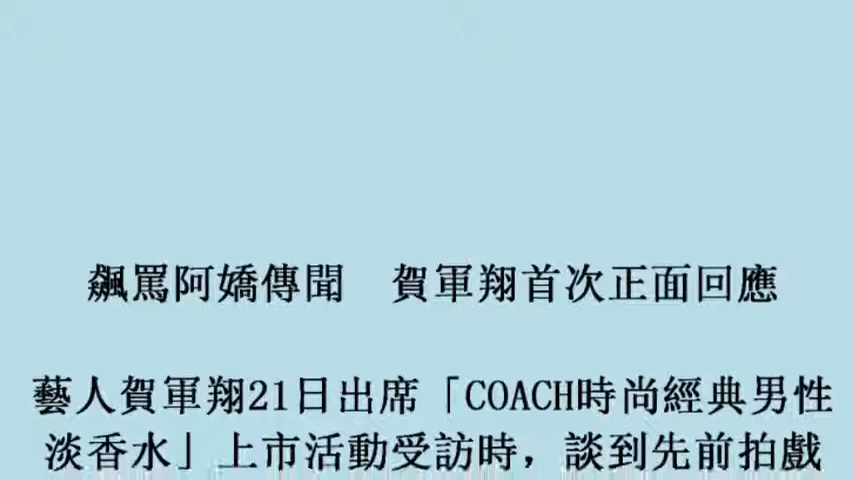 飆罵阿嬌傳聞　賀軍翔首次正面回應
藝人賀軍翔21日出席「COACH時尚經典男性
淡香水」上市活動受訪時，談到先前拍戲